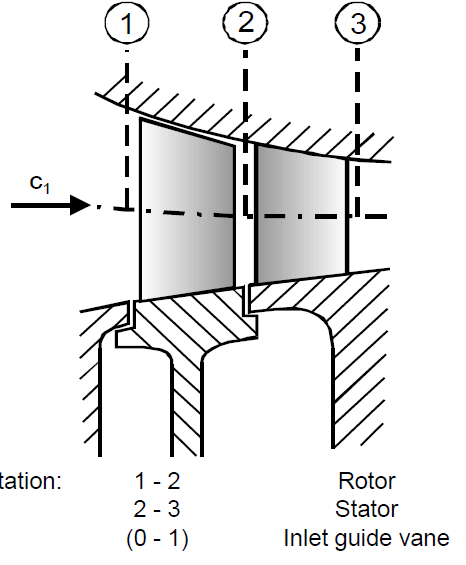 1 2 3
c1
tation: 1 - 2 Rotor
2 - 3 Stator
(0 - 1) Inlet guide vane